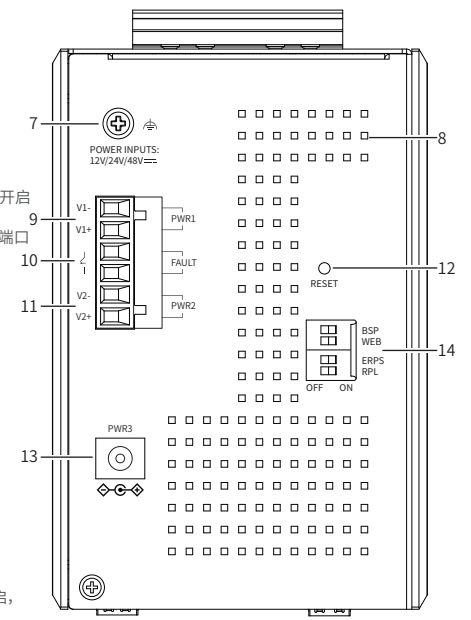 7
8
POWER INPUTS:
12V/24V/48V
开启
V1-
9
PWR1
V1+
端口
10
FAULT
12
RESET
V2-
11
PWR2
V2+
BSP
WEB
14
ERPS
RPL
OFF ON
PWR3
13